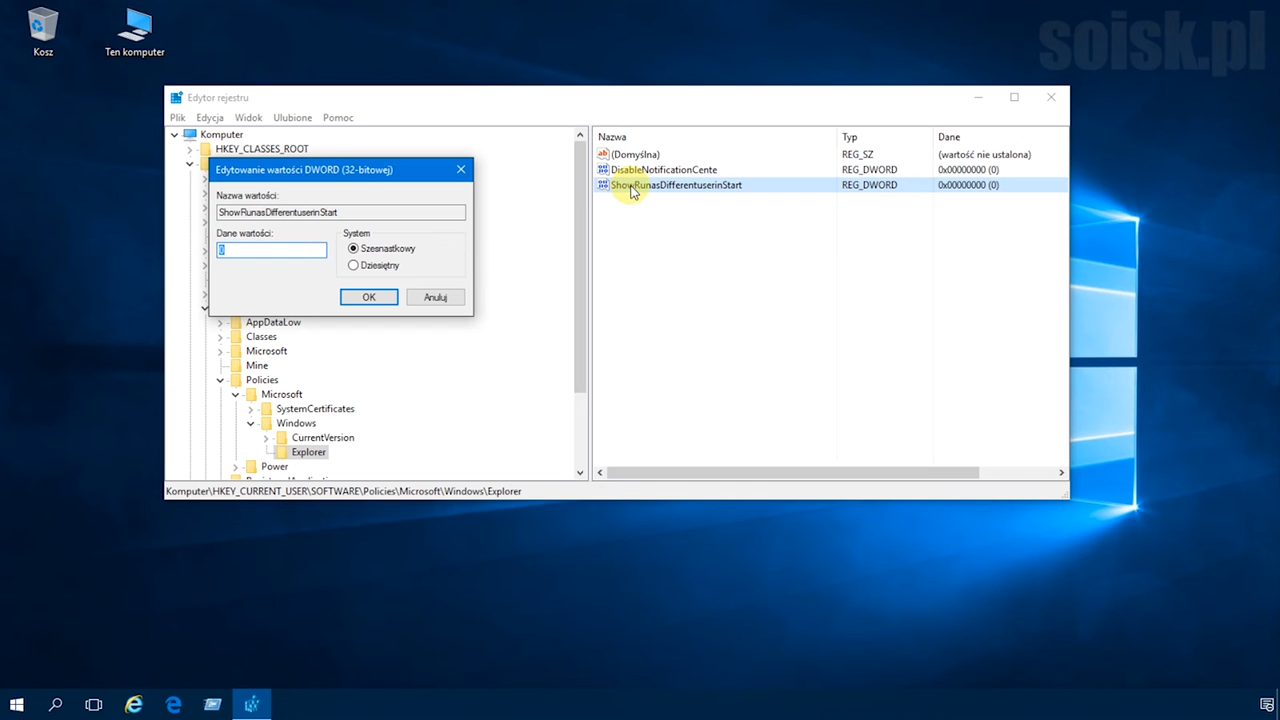 Kosz
Ten komputer
soisk.pl
Edytor rejestru
Plik Edycja Widok Ulubione Pomoc
Komputer
HKEY_CLASSES_ROOT
Edytowanie wartości DWORD (32-bitowej)
Nazwa wartości:
ShowRunasDifferentuserinStart
Dane wartości:
0
System
Szesnastkowy
Dziesiętny
OK
Anuluj
AppDataLow
Classes
Microsoft
Mine
Policies
Microsoft
SystemCertificates
Windows
CurrentVersion
Explorer
Power
Nazwa Typ Dane
(Domyślna) REG_SZ (wartość nie ustalona)
DisableNotificationCente REG_DWORD 0x00000000 (0)
ShowRunasDifferentuserinStart REG_DWORD 0x00000000 (0)
Komputer\HKEY_CURRENT_USER\SOFTWARE\Policies\Microsoft\Windows\Explorer